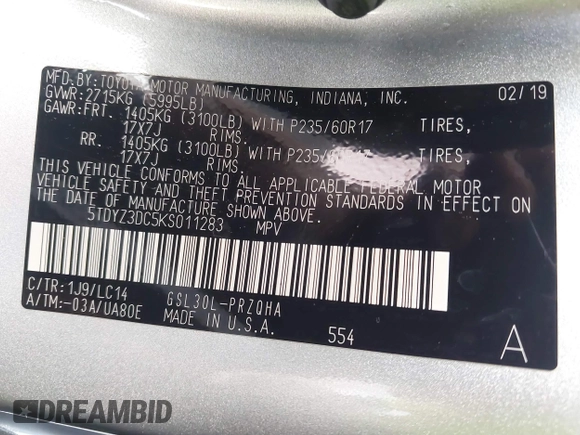 MFD.BY:TOYOTA MOTOR MANUFACTURING, INDIANA, INC. 02/19
GVWR:2715KG (5995LB)
GAWR:FRT. 1405KG (3100LB) WITH P235/60R17 TIRES,
17X7J RIMS.
RR. 1405KG (3100LB) WITH P235/ TIRES,
17X7J RIMS.
THIS VEHICLE CONFORMS TO ALL APPLICABLE FEDERAL MOTOR
VEHICLE SAFETY AND THEFT PREVENTION STANDARDS IN EFFECT ON
THE DATE OF MANUFACTURE SHOWN ABOVE.
5TDYZ3DC5KS011283 MPV
C/TR:1J9/LC14 GSL30L-PRZQHA
A/TM:-03A/UA80E MADE IN U.S.A. 554 A
DREAMBID